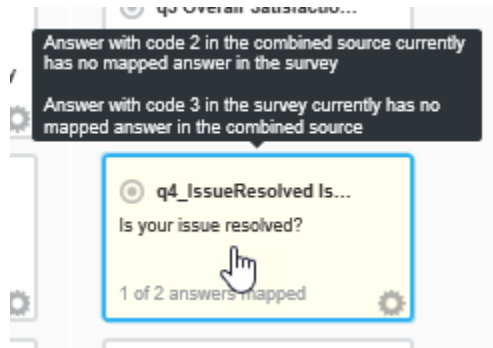 q3 Overall Satisfactio...
Answer with code 2 in the combined source currently
has no mapped answer in the survey
Answer with code 3 in the survey currently has no
mapped answer in the combined source
y
q4_IssueResolved Is...
Is your issue resolved?
1 of 2 answers mapped